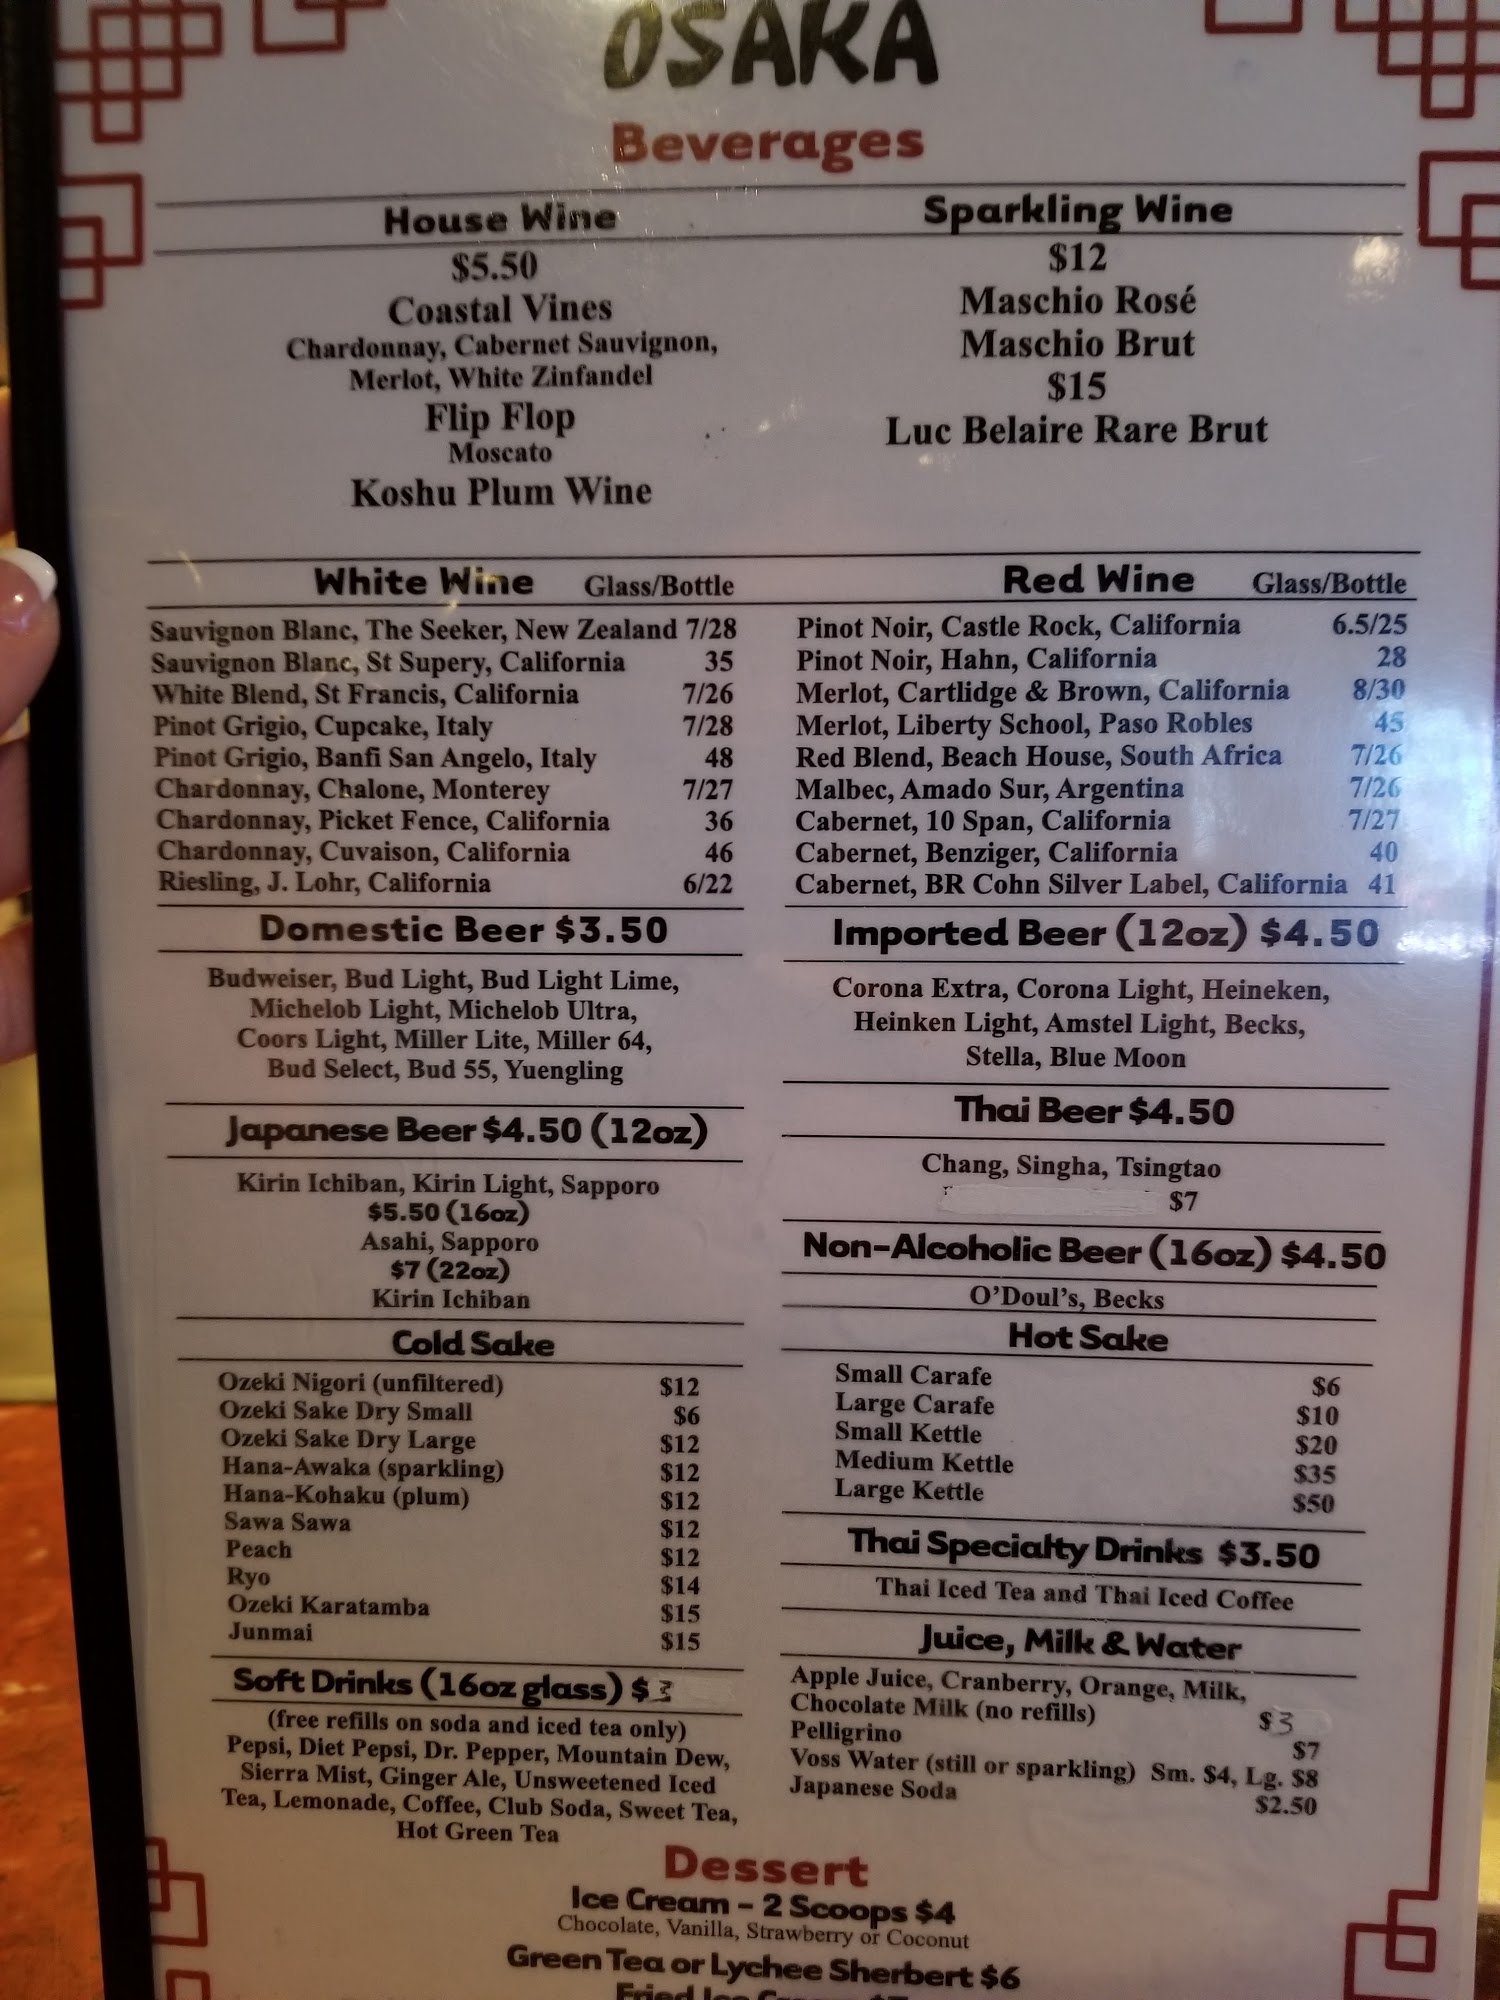 OSAKA
Beverages
House Wine
$5.50
Coastal Vines
Chardonnay, Cabernet Sauvignon,
Merlot, White Zinfandel
Flip Flop
Moscato
Koshu Plum Wine
Sparkling Wine
$12
Maschio Rosé
Maschio Brut
$15
Luc Belaire Rare Brut
White Wine Glass/Bottle
Sauvignon Blanc, The Seeker, New Zealand 7/28
Sauvignon Blanc, St Supery, California 35
White Blend, St Francis, California 7/26
Pinot Grigio, Cupcake, Italy 7/28
Pinot Grigio, Banfi San Angelo, Italy 48
Chardonnay, Chalone, Monterey 7/27
Chardonnay, Picket Fence, California 36
Chardonnay, Cuvaison, California 46
Riesling, J. Lohr, California 6/22
Red Wine Glass/Bottle
Pinot Noir, Castle Rock, California 6.5/25
Pinot Noir, Hahn, California 28
Merlot, Cartlidge & Brown, California 8/30
Merlot, Liberty School, Paso Robles 45
Red Blend, Beach House, South Africa 7/26
Malbec, Amado Sur, Argentina 7/26
Cabernet, 10 Span, California 7/27
Cabernet, Benziger, California 40
Cabernet, BR Cohn Silver Label, California 41
Domestic Beer $3.50
Budweiser, Bud Light, Bud Light Lime,
Michelob Light, Michelob Ultra,
Coors Light, Miller Lite, Miller 64,
Bud Select, Bud 55, Yuengling
Imported Beer (12oz) $4.50
Corona Extra, Corona Light, Heineken,
Heinken Light, Amstel Light, Becks,
Stella, Blue Moon
Japanese Beer $4.50 (12oz)
Kirin Ichiban, Kirin Light, Sapporo
$5.50 (16oz)
Asahi, Sapporo
$7 (22oz)
Kirin Ichiban
Thai Beer $4.50
Chang, Singha, Tsingtao
$7
Non-Alcoholic Beer (16oz) $4.50
O'Doul's, Becks
Cold Sake
Ozeki Nigori (unfiltered) $12
Ozeki Sake Dry Small $6
Ozeki Sake Dry Large $12
Hana-Awaka (sparkling) $12
Hana-Kohaku (plum) $12
Sawa Sawa $12
Peach $12
Ryo $14
Ozeki Karatamba $15
Junmai $15
Hot Sake
Small Carafe $6
Large Carafe $10
Small Kettle $20
Medium Kettle $35
Large Kettle $50
Thai Specialty Drinks $3.50
Thai Iced Tea and Thai Iced Coffee
Soft Drinks (16oz glass) $3
(free refills on soda and iced tea only)
Pepsi, Diet Pepsi, Dr. Pepper, Mountain Dew,
Sierra Mist, Ginger Ale, Unsweetened Iced
Tea, Lemonade, Coffee, Club Soda, Sweet Tea,
Hot Green Tea
Juice, Milk & Water
Apple Juice, Cranberry, Orange, Milk,
Chocolate Milk (no refills) $3
Pelligrino $7
Voss Water (still or sparkling) Sm. $4, Lg. $8
Japanese Soda $2.50
Dessert
Ice Cream - 2 Scoops $4
Chocolate, Vanilla, Strawberry or Coconut
Green Tea or Lychee Sherbert $6
Fried Ice Cream